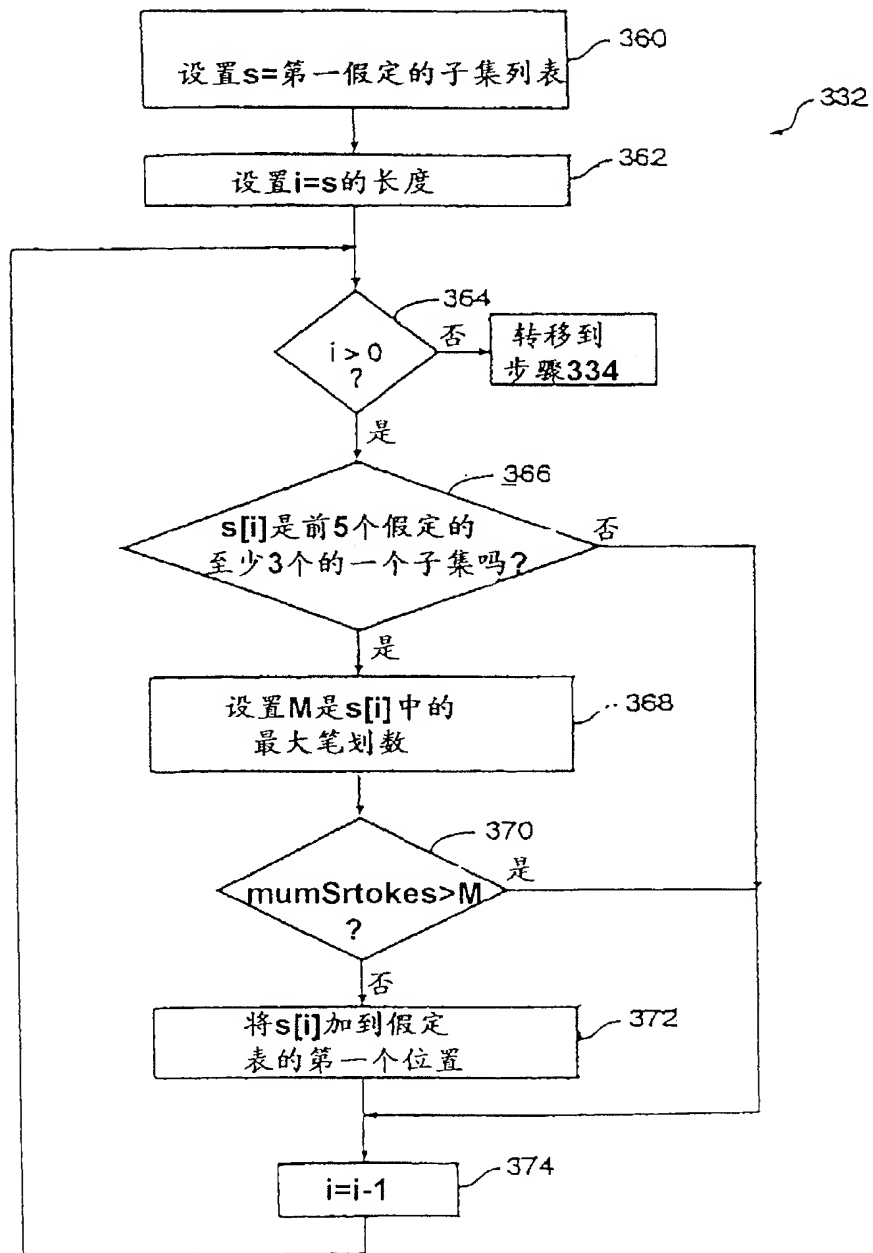 360
设置s=第一假定的子集列表
332
362
设置i=s的长度
364
i > 0
?
否
转移到
步骤334
是
366
s[i]是前5个假定的
至少3个的一个子集吗?
否
是
设置M是s[i]中的
最大笔划数
368
370
mumSrtokes>M
?
是
否
将s[i]加到假定
表的第一个位置
372
374
i=i-1